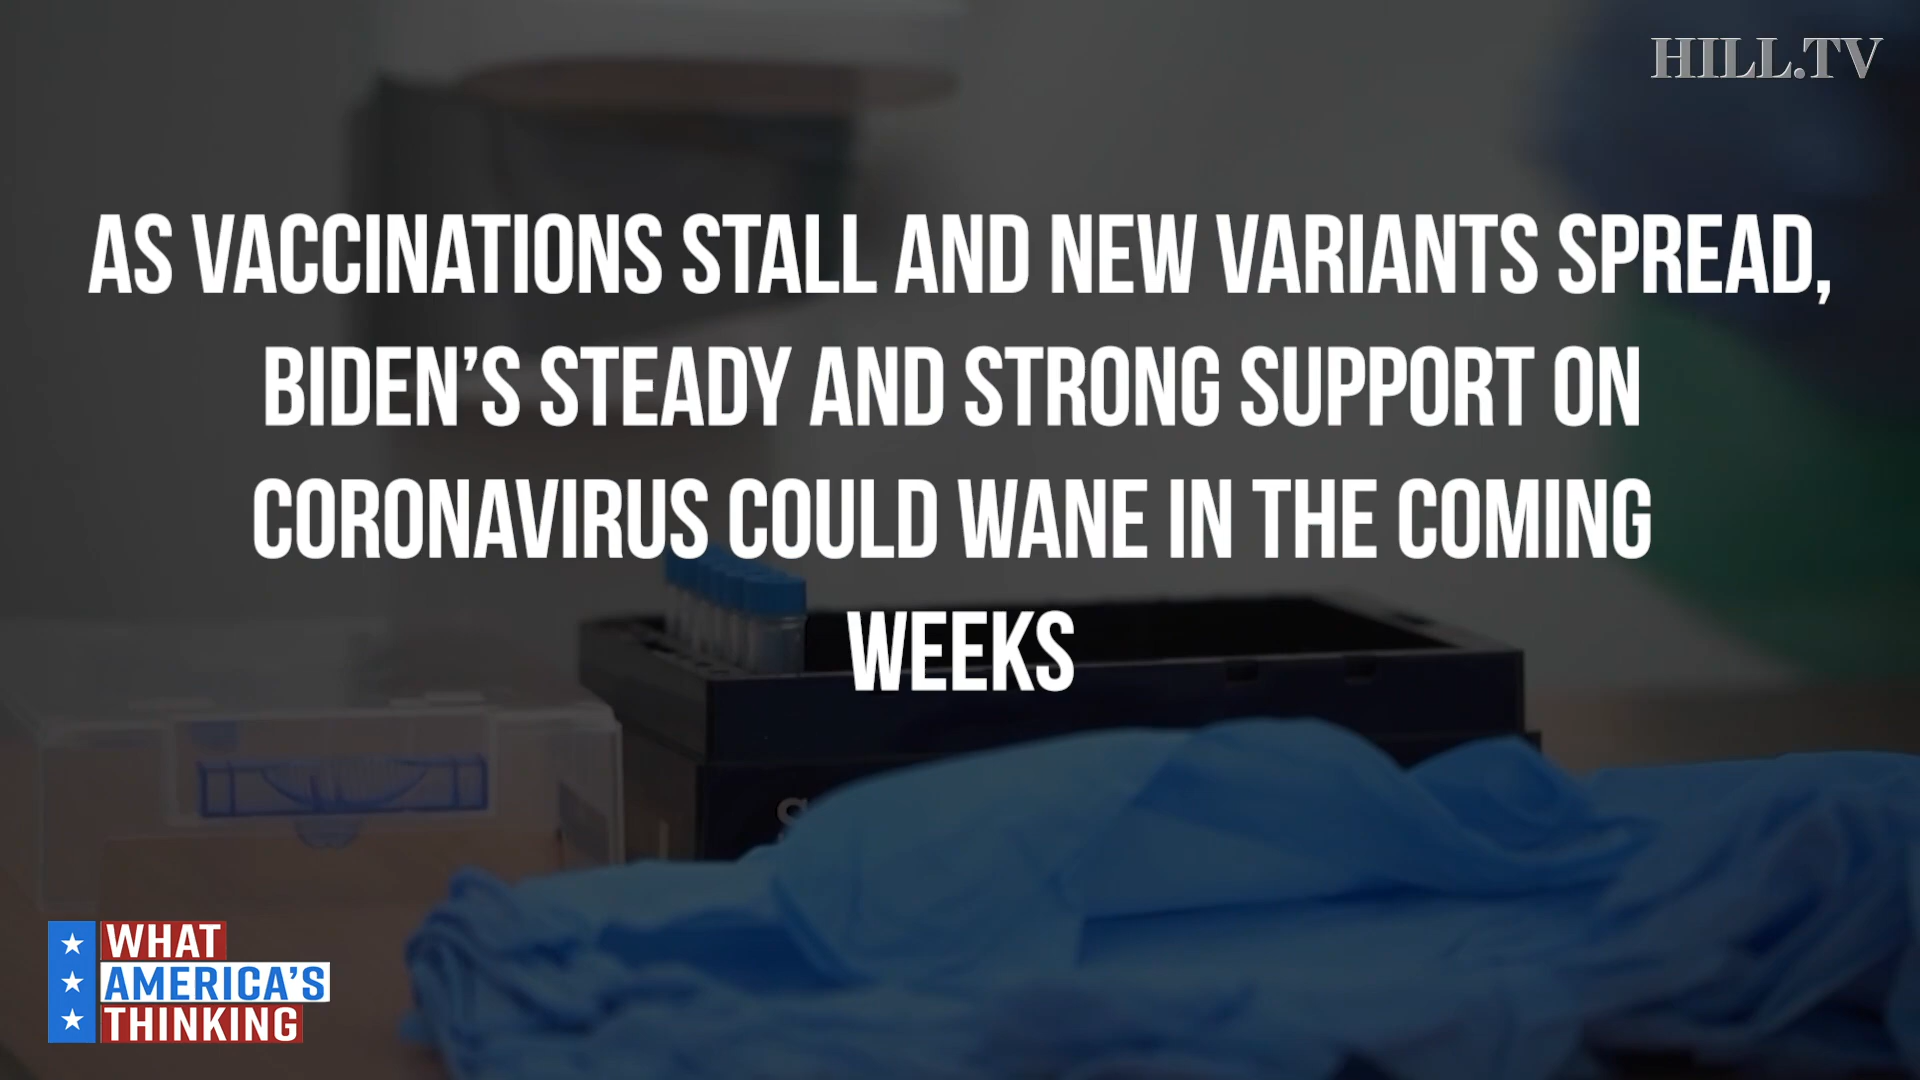 HILL.TV
AS VACCINATIONS STALL AND NEW VARIANTS SPREAD,
BIDEN’S STEADY AND STRONG SUPPORT ON
CORONAVIRUS COULD WANE IN THE COMING
WEEKS
WHAT
AMERICA’S
THINKING